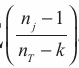 ( n_j − 1 / n_T − k )